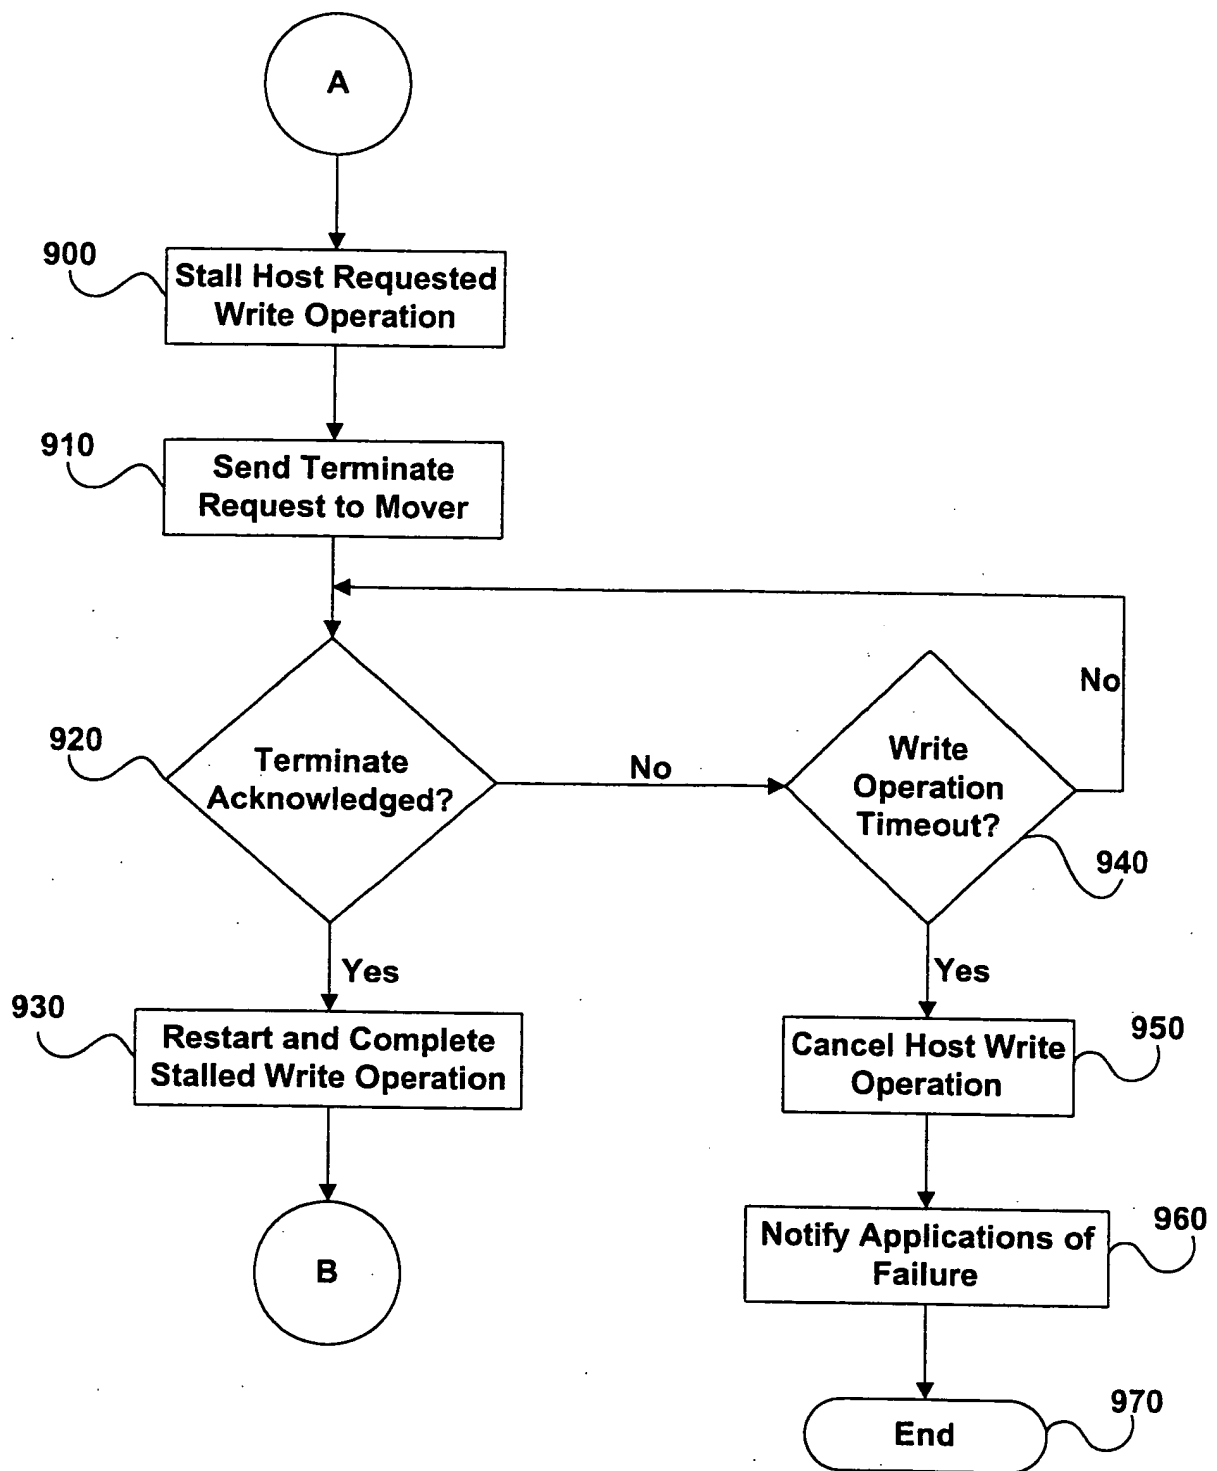 A
900
Stall Host Requested
Write Operation
910
Send Terminate
Request to Mover
No
920
Terminate
Acknowledged?
No
Write
Operation
Timeout?
940
Yes
Yes
930
Restart and Complete
Stalled Write Operation
Cancel Host Write
Operation
950
B
Notify Applications of
Failure
960
End
970